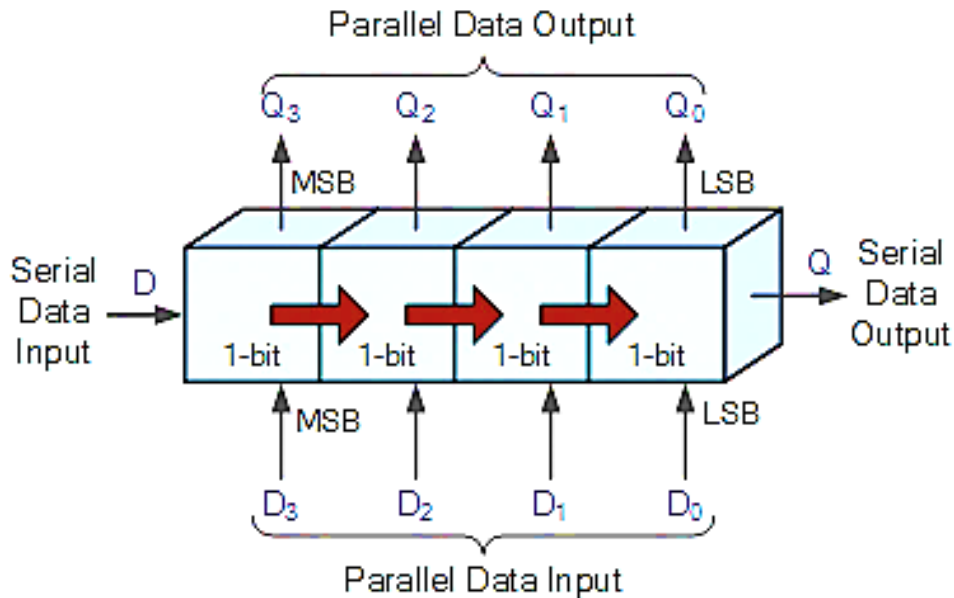 Parallel Data Output
Q₃ Q₂ Q₁ Q₀
MSB LSB
Serial Data Input
D
Q
Serial Data Output
1-bit 1-bit 1-bit 1-bit
MSB LSB
D₃ D₂ D₁ D₀
Parallel Data Input